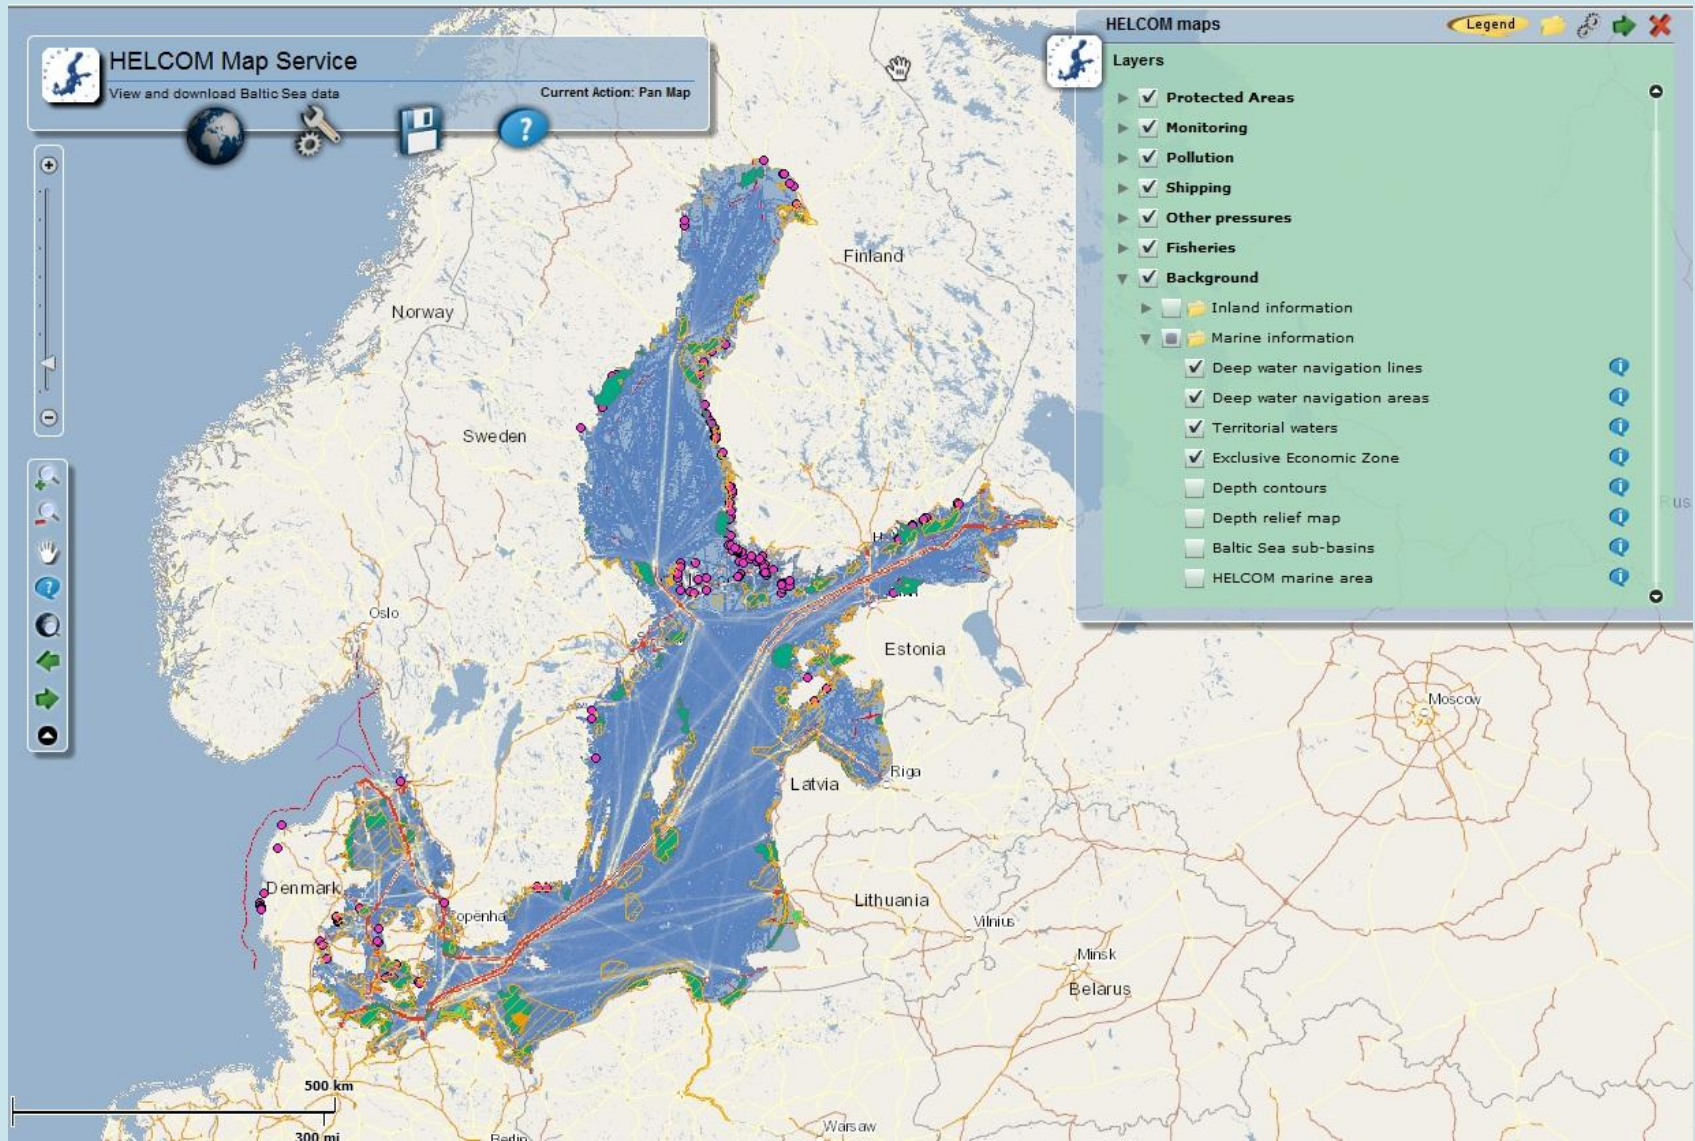 HELCOM Map Service
View and download Baltic Sea data
Current Action: Pan Map
HELCOM maps
Legend
Layers
Protected Areas
Monitoring
Pollution
Shipping
Other pressures
Fisheries
Background
Inland information
Marine information
Deep water navigation lines
Deep water navigation areas
Territorial waters
Exclusive Economic Zone
Depth contours
Depth relief map
Baltic Sea sub-basins
HELCOM marine area
Finland
Norway
Sweden
Rus
Oslo
Estonia
Moscow
Riga
Latvia
Denmark
Lithuania
openha
Vilnius
Minsk
Belarus
500 km
300 mi
Berlin
Warsaw